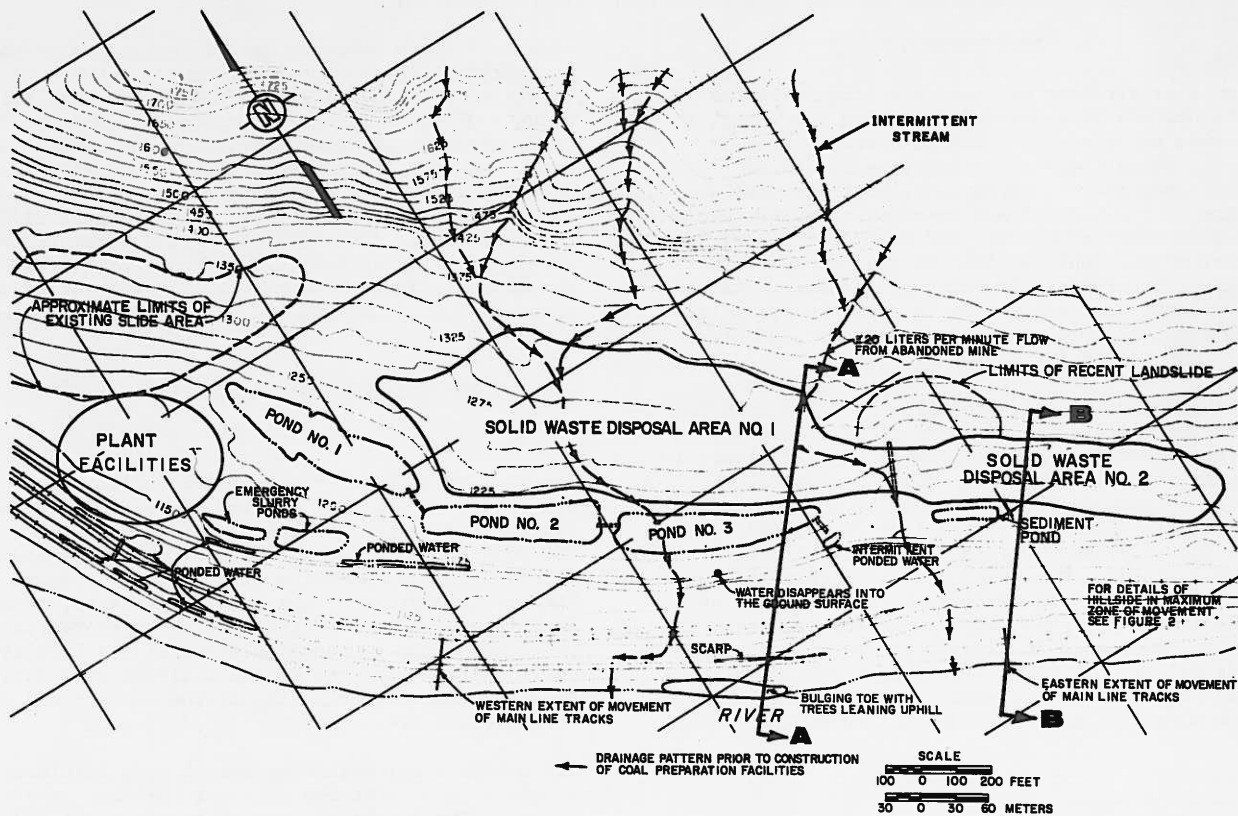 1750
1725
1700
1650
1600
1550
1500
1400
N
1625
1575
1525
475
1425
1375
INTERMITTENT
STREAM
1350
APPROXIMATE LIMITS OF
EXISTING SLIDE AREA
1300
1325
±20 LITERS PER MINUTE FLOW
FROM ABANDONED MINE
A
LIMITS OF RECENT LANDSLIDE
1275
B
POND NO. 1
SOLID WASTE DISPOSAL AREA NO. 1
PLANT
FACILITIES
SOLID WASTE
DISPOSAL AREA NO. 2
1225
1150
EMERGENCY
SLURRY
PONDS
POND NO. 2
POND NO. 3
SEDIMENT
POND
PONDED WATER
PONDED WATER
INTERMITTENT
PONDED WATER
WATER DISAPPEARS INTO
THE GROUND SURFACE
FOR DETAILS OF
HILLSIDE IN MAXIMUM
ZONE OF MOVEMENT
SEE FIGURE 2
SCARP
WESTERN EXTENT OF MOVEMENT
OF MAIN LINE TRACKS
BULGING TOE WITH
TREES LEANING UPHILL
EASTERN EXTENT OF MOVEMENT
OF MAIN LINE TRACKS
RIVER
A
B
DRAINAGE PATTERN PRIOR TO CONSTRUCTION
OF COAL PREPARATION FACILITIES
SCALE
100 0 100 200 FEET
30 0 30 60 METERS